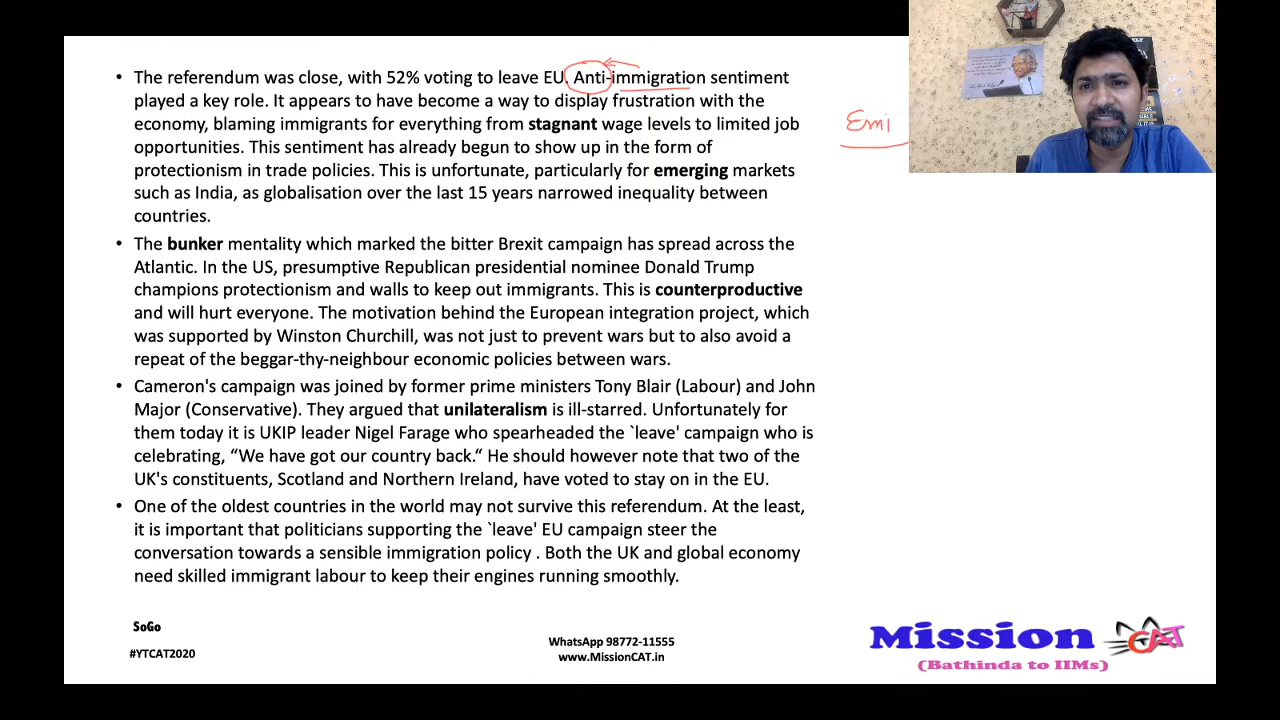 • The referendum was close, with 52% voting to leave EU. Anti-immigration sentiment
played a key role. It appears to have become a way to display frustration with the
economy, blaming immigrants for everything from stagnant wage levels to limited job
opportunities. This sentiment has already begun to show up in the form of
protectionism in trade policies. This is unfortunate, particularly for emerging markets
such as India, as globalisation over the last 15 years narrowed inequality between
countries.
• The bunker mentality which marked the bitter Brexit campaign has spread across the
Atlantic. In the US, presumptive Republican presidential nominee Donald Trump
champions protectionism and walls to keep out immigrants. This is counterproductive
and will hurt everyone. The motivation behind the European integration project, which
was supported by Winston Churchill, was not just to prevent wars but to also avoid a
repeat of the beggar-thy-neighbour economic policies between wars.
• Cameron's campaign was joined by former prime ministers Tony Blair (Labour) and John
Major (Conservative). They argued that unilateralism is ill-starred. Unfortunately for
them today it is UKIP leader Nigel Farage who spearheaded the `leave' campaign who is
celebrating, “We have got our country back.“ He should however note that two of the
UK's constituents, Scotland and Northern Ireland, have voted to stay on in the EU.
• One of the oldest countries in the world may not survive this referendum. At the least,
it is important that politicians supporting the `leave' EU campaign steer the
conversation towards a sensible immigration policy . Both the UK and global economy
need skilled immigrant labour to keep their engines running smoothly.
Emi
SoGo
#YTCAT2020
WhatsApp 98772-11555
www.MissionCAT.in
Mission CAT
(Bathinda to IIMs)